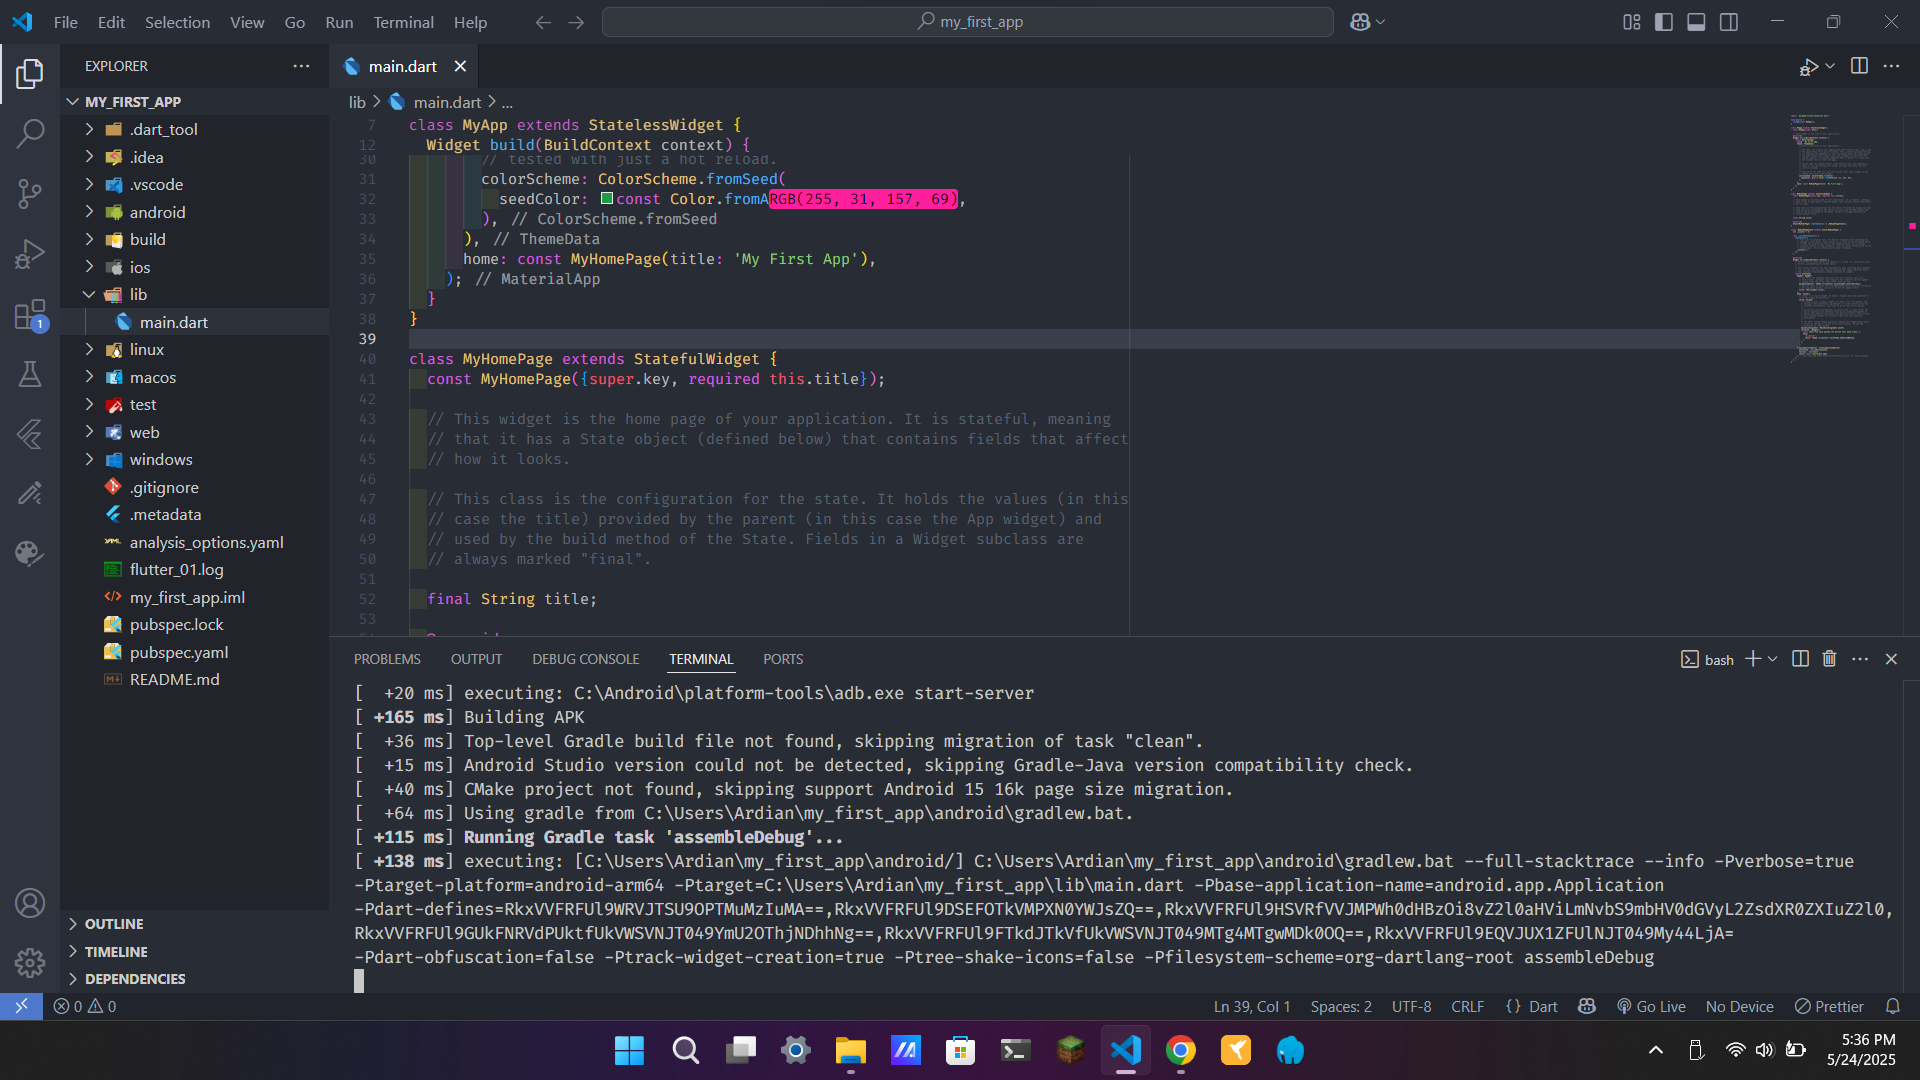 File Edit Selection View Go Run Terminal Help
my_first_app
EXPLORER
main.dart
MY_FIRST_APP
.dart_tool
.idea
.vscode
android
build
ios
lib
main.dart
linux
macos
test
web
windows
.gitignore
.metadata
analysis_options.yaml
flutter_01.log
my_first_app.iml
pubspec.lock
pubspec.yaml
README.md
OUTLINE
TIMELINE
DEPENDENCIES
1
lib > main.dart > ...
7 class MyApp extends StatelessWidget {
12 Widget build(BuildContext context) {
30 // tested with just a hot reload.
31 colorScheme: ColorScheme.fromSeed(
32 seedColor: const Color.fromARGB(255, 31, 157, 69),
33 ), // ColorScheme.fromSeed
34 ), // ThemeData
35 home: const MyHomePage(title: 'My First App'),
36 ); // MaterialApp
37 }
38 }
39
40 class MyHomePage extends StatefulWidget {
41 const MyHomePage({super.key, required this.title});
42
43 // This widget is the home page of your application. It is stateful, meaning
44 // that it has a State object (defined below) that contains fields that affect
45 // how it looks.
46
47 // This class is the configuration for the state. It holds the values (in this
48 // case the title) provided by the parent (in this case the App widget) and
49 // used by the build method of the State. Fields in a Widget subclass are
50 // always marked "final".
51
52 final String title;
53
PROBLEMS OUTPUT DEBUG CONSOLE TERMINAL PORTS
bash
[  +20 ms] executing: C:\Android\platform-tools\adb.exe start-server
[ +165 ms] Building APK
[  +36 ms] Top-level Gradle build file not found, skipping migration of task "clean".
[  +15 ms] Android Studio version could not be detected, skipping Gradle-Java version compatibility check.
[  +40 ms] CMake project not found, skipping support Android 15 16k page size migration.
[  +64 ms] Using gradle from C:\Users\Ardian\my_first_app\android\gradlew.bat.
[ +115 ms] Running Gradle task 'assembleDebug'...
[ +138 ms] executing: [C:\Users\Ardian\my_first_app\android/] C:\Users\Ardian\my_first_app\android\gradlew.bat --full-stacktrace --info -Pverbose=true
-Ptarget-platform=android-arm64 -Ptarget=C:\Users\Ardian\my_first_app\lib\main.dart -Pbase-application-name=android.app.Application
-Pdart-defines=RkxVVFRFUl9WRVJTSU9OPTMuMzIuMA==,RkxVVFRFUl9DSEFOTkVMPXN0YWJsZQ==,RkxVVFRFUl9HSVRfVVJMPWh0dHBzOi8vZ2l0aHViLmNvbS9mbHV0dGVyL2ZsdXR0ZXIuZ2l0,
RkxVVFRFUl9GUkFNRVdPUktfUkVWSVNJT049YmU2OThjNDhhNg==,RkxVVFRFUl9FTkdJTkVfUkVWSVNJT049MTg4MTgwMDk0OQ==,RkxVVFRFUl9EQVJUX1ZFUlNJT049My44LjA=
-Pdart-obfuscation=false -Ptrack-widget-creation=true -Ptree-shake-icons=false -Pfilesystem-scheme=org-dartlang-root assembleDebug
0 0
Ln 39, Col 1 Spaces: 2 UTF-8 CRLF {} Dart Go Live No Device Prettier
5:36 PM
5/24/2025